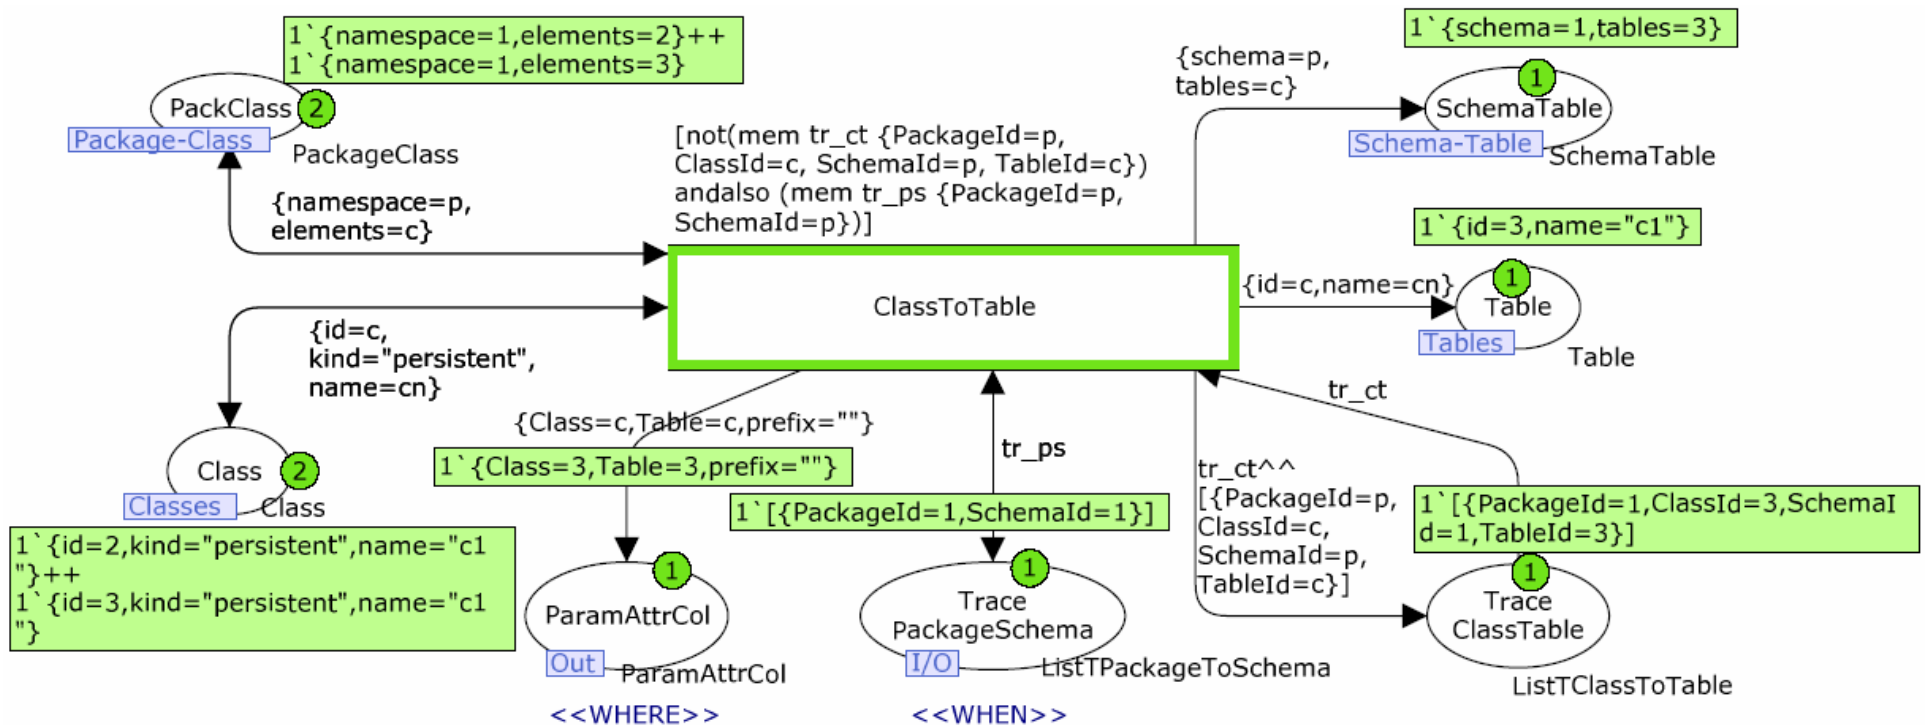 1`{namespace=1,elements=2}++
1`{namespace=1,elements=3}
PackClass
2
Package-Class
PackageClass
{namespace=p,
elements=c}
[not(mem tr_ct {PackageId=p,
ClassId=c, SchemaId=p, TableId=c})
andalso (mem tr_ps {PackageId=p,
SchemaId=p})]
{schema=p,
tables=c}
1`{schema=1,tables=3}
1
SchemaTable
Schema-Table
SchemaTable
1`{id=3,name="c1"}
{id=c,name=cn}
1
Table
Tables
Table
ClassToTable
{id=c,
kind="persistent",
name=cn}
Class
2
Classes
Class
1`{id=2,kind="persistent",name="c1
"}++
1`{id=3,kind="persistent",name="c1
"}
{Class=c,Table=c,prefix=""}
1`{Class=3,Table=3,prefix=""}
1
ParamAttrCol
Out
ParamAttrCol
<<WHERE>>
tr_ps
1`[{PackageId=1,SchemaId=1}]
1
Trace
PackageSchema
I/O
ListTPackageToSchema
<<WHEN>>
tr_ct
tr_ct^^
[{PackageId=p,
ClassId=c,
SchemaId=p,
TableId=c}]
1`[{PackageId=1,ClassId=3,SchemaI
d=1,TableId=3}]
1
Trace
ClassTable
ListTClassToTable